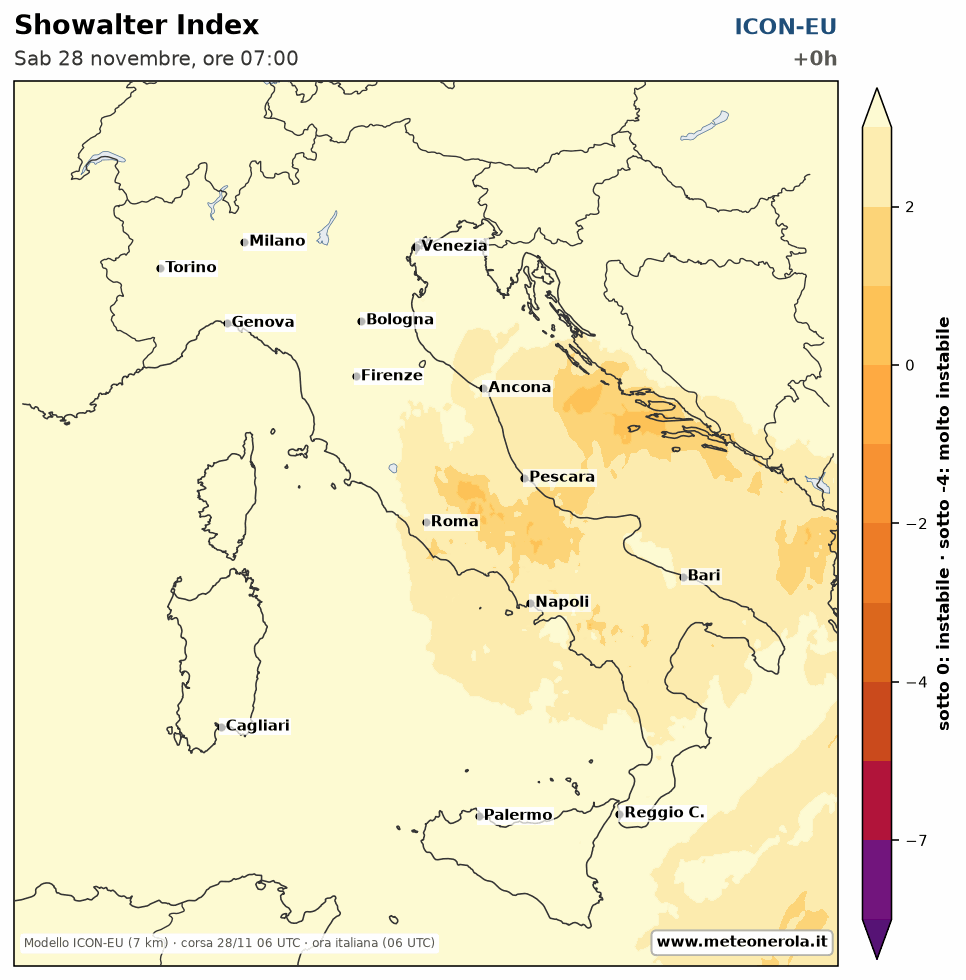 Showalter Index
ICON-EU
Sab 28 novembre, ore 07:00
+0h
Milano
Venezia
Torino
Bologna
Genova
Firenze
Ancona
Pescara
Roma
Bari
Napoli
Cagliari
Palermo
Reggio C.
2
0
−2
−4
−7
sotto 0: instabile · sotto -4: molto instabile
Modello ICON-EU (7 km) · corsa 28/11 06 UTC · ora italiana (06 UTC)
www.meteonerola.it